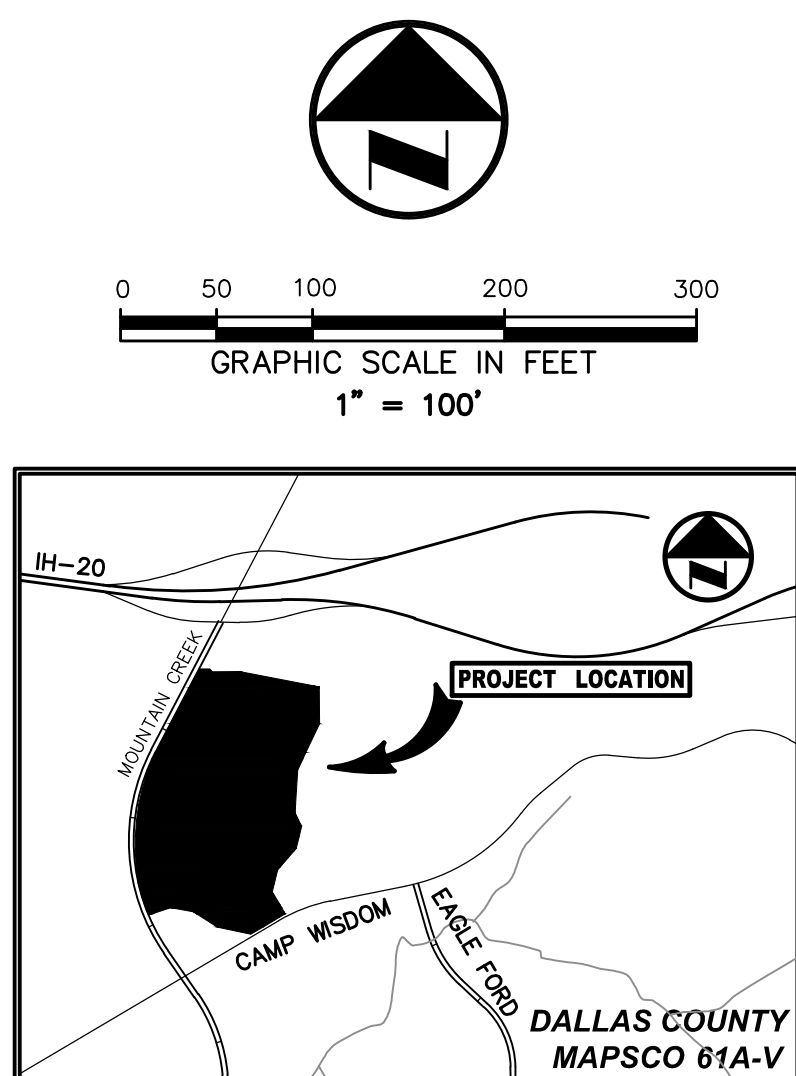 N
0 50 100 200 300
GRAPHIC SCALE IN FEET
1" = 100'
IH-20
N
MOUNTAIN CREEK
PROJECT LOCATION
CAMP WISDOM
EAGLE FORD
DALLAS COUNTY
MAPSCO 61A-V